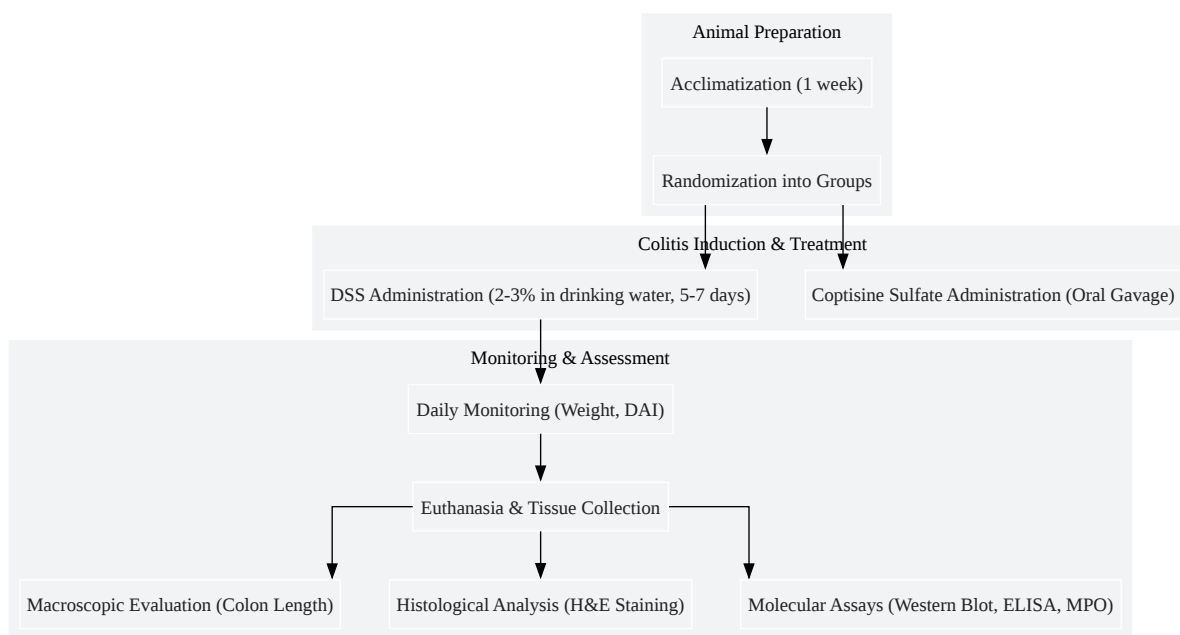 Animal Preparation
Acclimatization (1 week)
Randomization into Groups
Colitis Induction & Treatment
DSS Administration (2-3% in drinking water, 5-7 days)
Coptisine Sulfate Administration (Oral Gavage)
Monitoring & Assessment
Daily Monitoring (Weight, DAI)
Euthanasia & Tissue Collection
Macroscopic Evaluation (Colon Length)
Histological Analysis (H&E Staining)
Molecular Assays (Western Blot, ELISA, MPO)